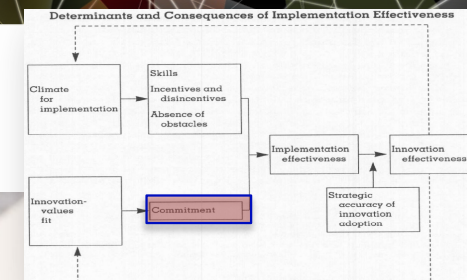 Determinants and Consequences of Implementation Effectiveness
Climate
for
implementation
Skills
Incentives and
disincentives
Absence of
obstacles
Implementation
effectiveness
Innovation
effectiveness
Innovation-
values
fit
Commitment
Strategic
accuracy of
innovation
adoption